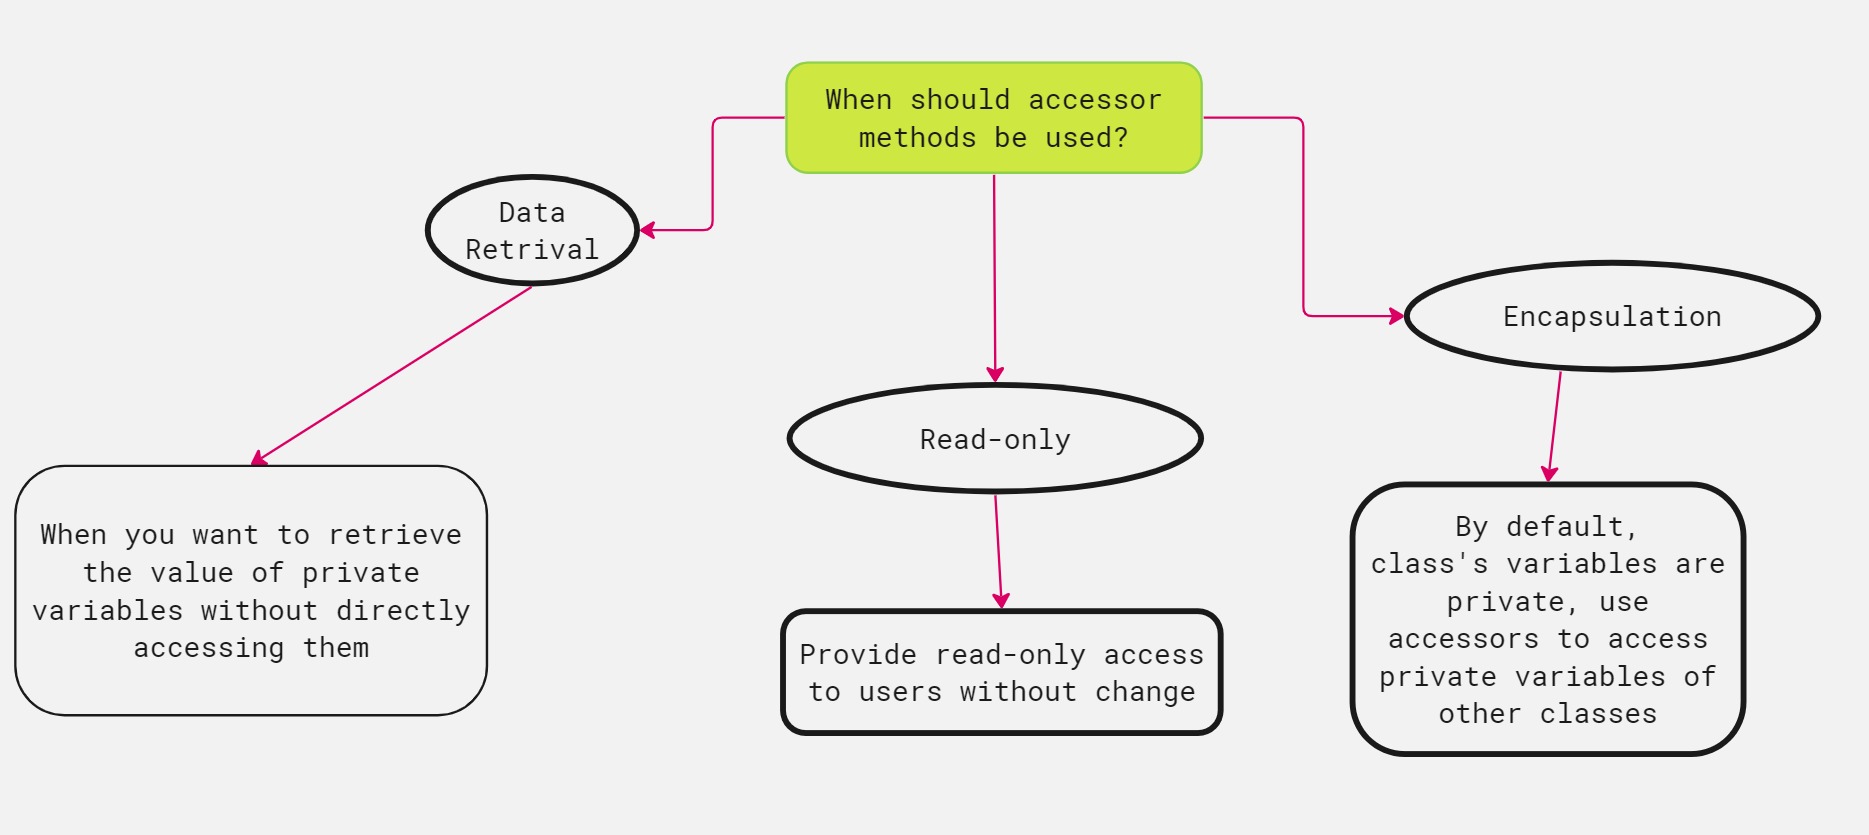 When should accessor
methods be used?
Data
Retrival
Encapsulation
Read-only
When you want to retrieve
the value of private
variables without directly
accessing them
Provide read-only access
to users without change
By default,
class's variables are
private, use
accessors to access
private variables of
other classes